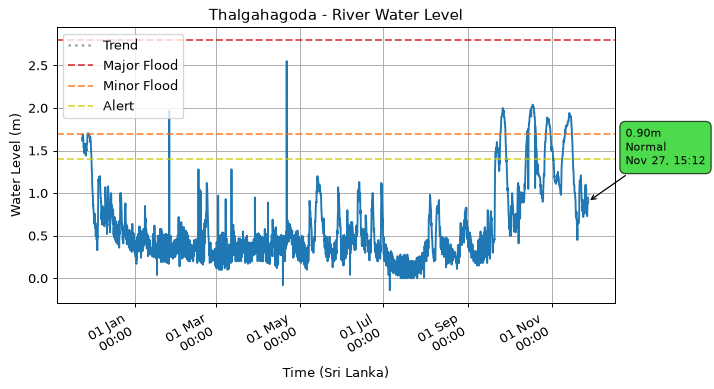 Thalgahagoda - River Water Level
Trend
Major Flood
Minor Flood
Alert
Water Level (m)
2.5
2.0
1.5
1.0
0.5
0.0
0.90m
Normal
Nov 27, 15:12
01 Jan
00:00
01 Mar
00:00
01 May
00:00
01 Jul
00:00
01 Sep
00:00
01 Nov
00:00
Time (Sri Lanka)